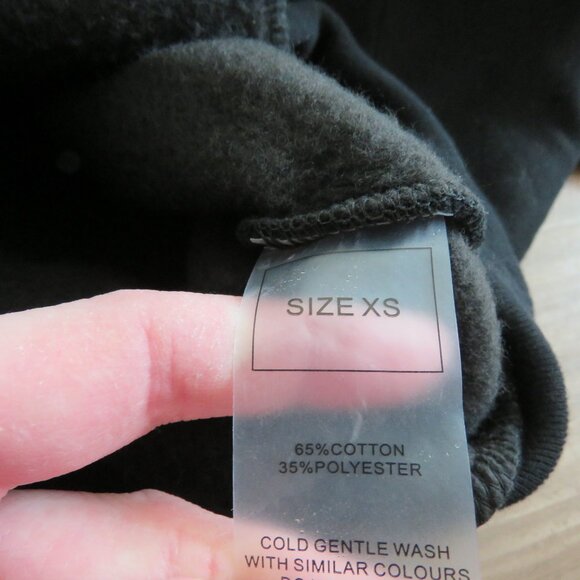 SIZE XS
65%COTTON
35%POLYESTER
COLD GENTLE WASH
WITH SIMILAR COLOURS